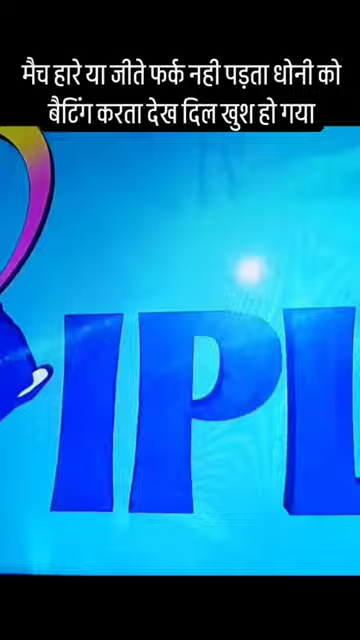 मैच हारे या जीते फर्क नही पड़ता धोनी को
बैटिंग करता देख दिल खुश हो गया
IPL